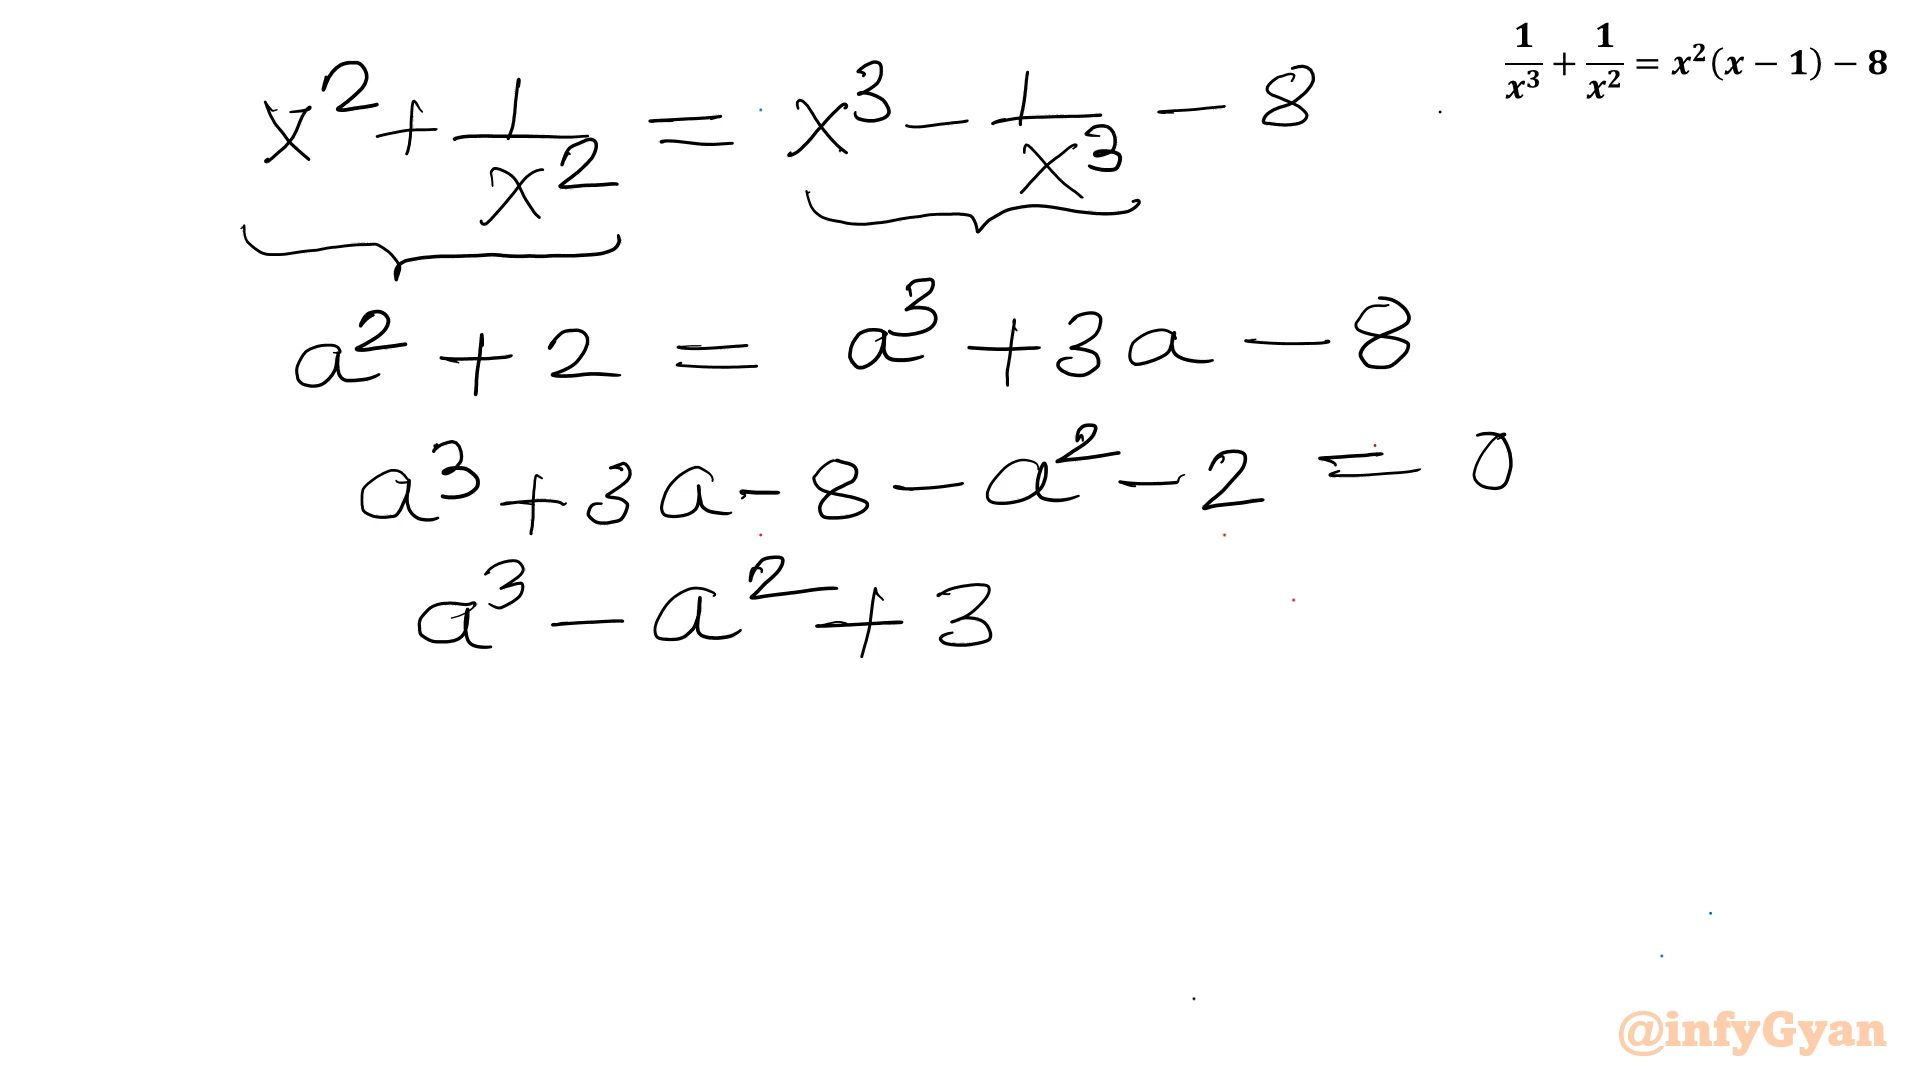 1/x³ + 1/x² = x²(x − 1) − 8
x² + 1/x² = x³ − 1/x³ − 8
a² + 2 = a³ + 3a − 8
a³ + 3a − 8 − a² − 2 = 0
a³ − a² + 3
@infyGyan